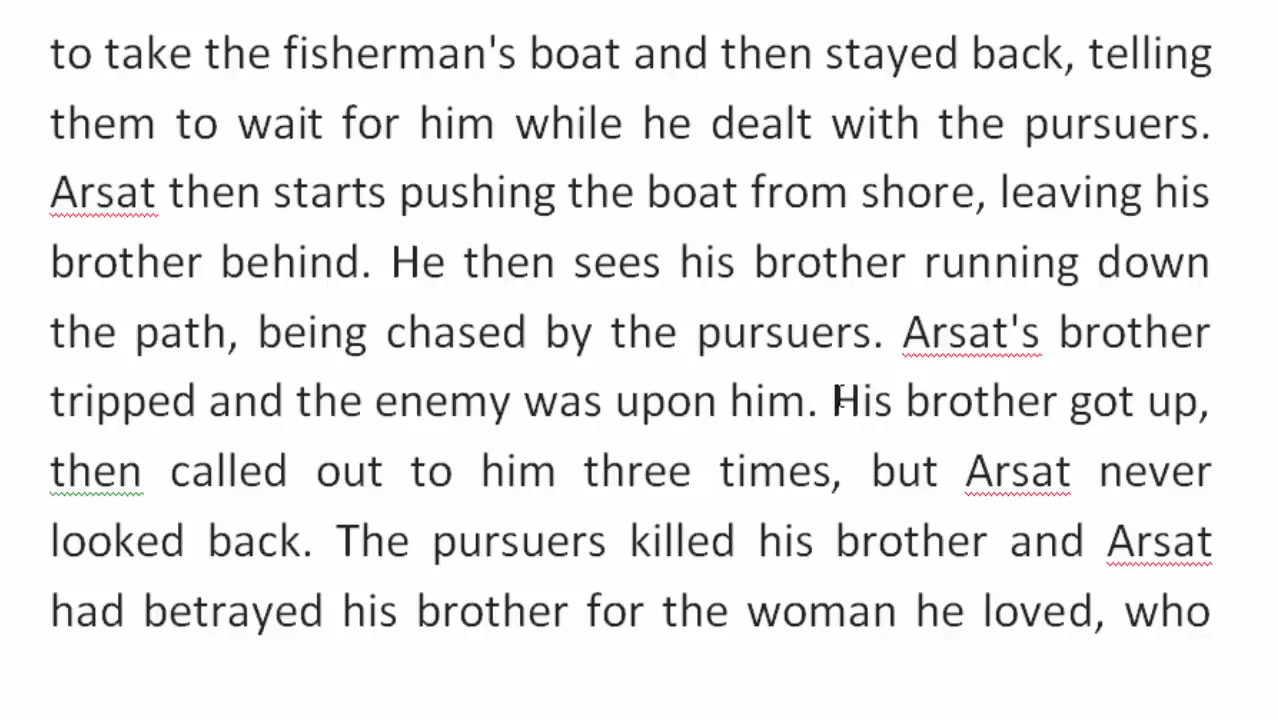 to take the fisherman's boat and then stayed back, telling
them to wait for him while he dealt with the pursuers.
Arsat then starts pushing the boat from shore, leaving his
brother behind. He then sees his brother running down
the path, being chased by the pursuers. Arsat's brother
tripped and the enemy was upon him. His brother got up,
then called out to him three times, but Arsat never
looked back. The pursuers killed his brother and Arsat
had betrayed his brother for the woman he loved, who